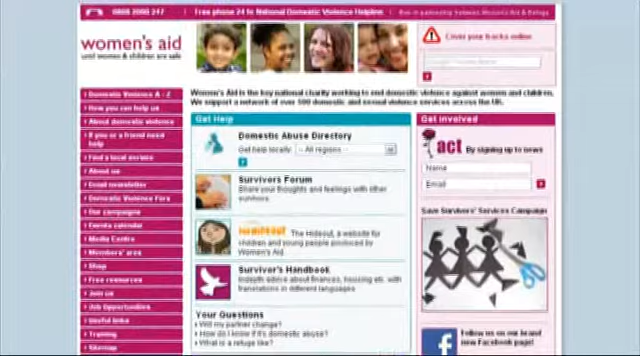 0808 2000 247
Free phone 24 hr National Domestic Violence Helpline
Run in partnership between Women's Aid & Refuge
women's aid
until women & children are safe
Cover your tracks online
Women's Aid is the key national charity working to end domestic violence against women and children.
We support a network of over 500 domestic and sexual violence services across the UK.
Domestic Violence A - Z
How you can help us
About domestic violence
If you or a friend need
help
Find a local service
About us
Email newsletter
Domestic Violence Fora
Our campaigns
Events calendar
Media Centre
Members' area
Shop
Free resources
Join us
Job Opportunities
Useful links
Training
Sitemap
Get Help
Domestic Abuse Directory
Get help locally: -- All regions --
Survivors Forum
Share your thoughts and feelings with other
survivors
The Hideout, a website for
children and young people produced by
Women's Aid
Survivor's Handbook
Indepth advice about finances, housing etc. with
translations in different languages
Your Questions
Will my partner change?
How do I know if it's domestic abuse?
What is a refuge like?
Get involved
act By signing up to news
Name
Email
Save Survivors' Services Campaign
Follow us on our brand
new Facebook page!